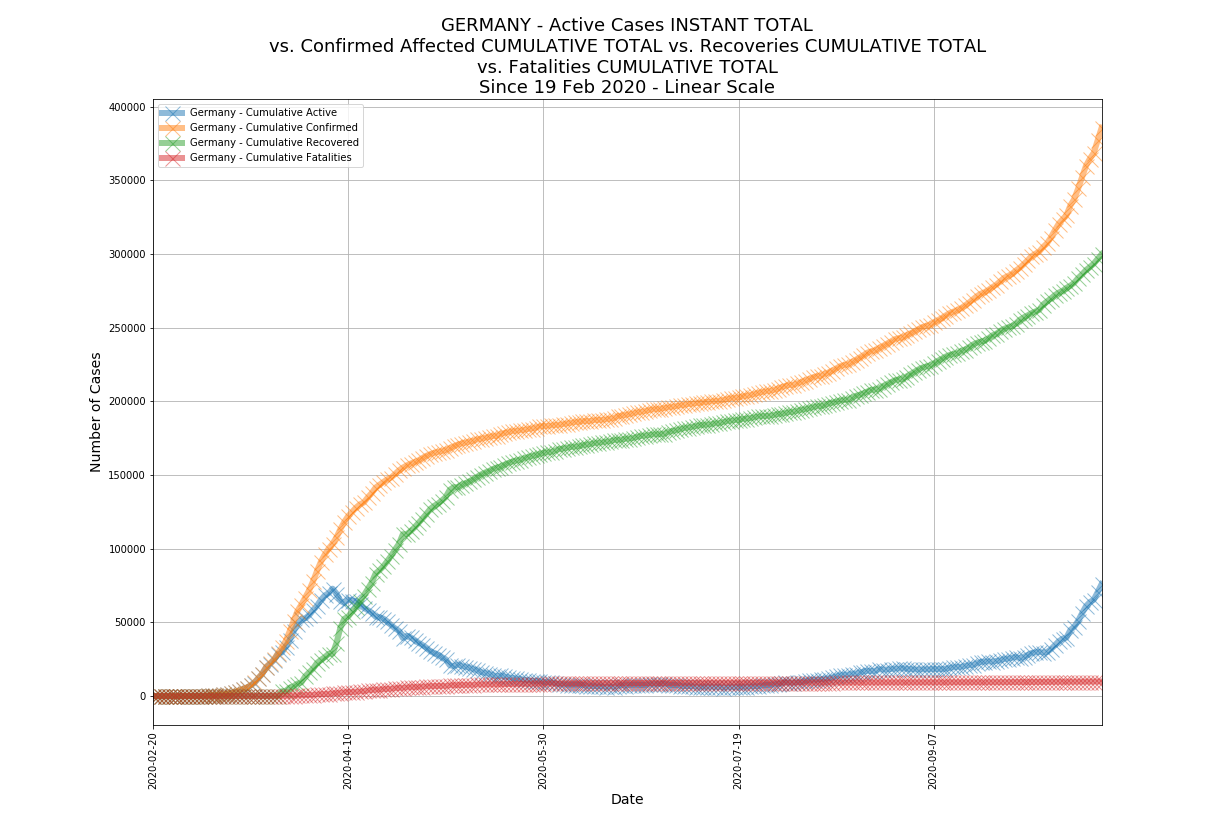 GERMANY - Active Cases INSTANT TOTAL
vs. Confirmed Affected CUMULATIVE TOTAL vs. Recoveries CUMULATIVE TOTAL
vs. Fatalities CUMULATIVE TOTAL
Since 19 Feb 2020 - Linear Scale
Germany - Cumulative Active
Germany - Cumulative Confirmed
Germany - Cumulative Recovered
Germany - Cumulative Fatalities
Number of Cases
400000
350000
300000
250000
200000
150000
100000
50000
0
2020-02-20
2020-04-10
2020-05-30
2020-07-19
2020-09-07
Date